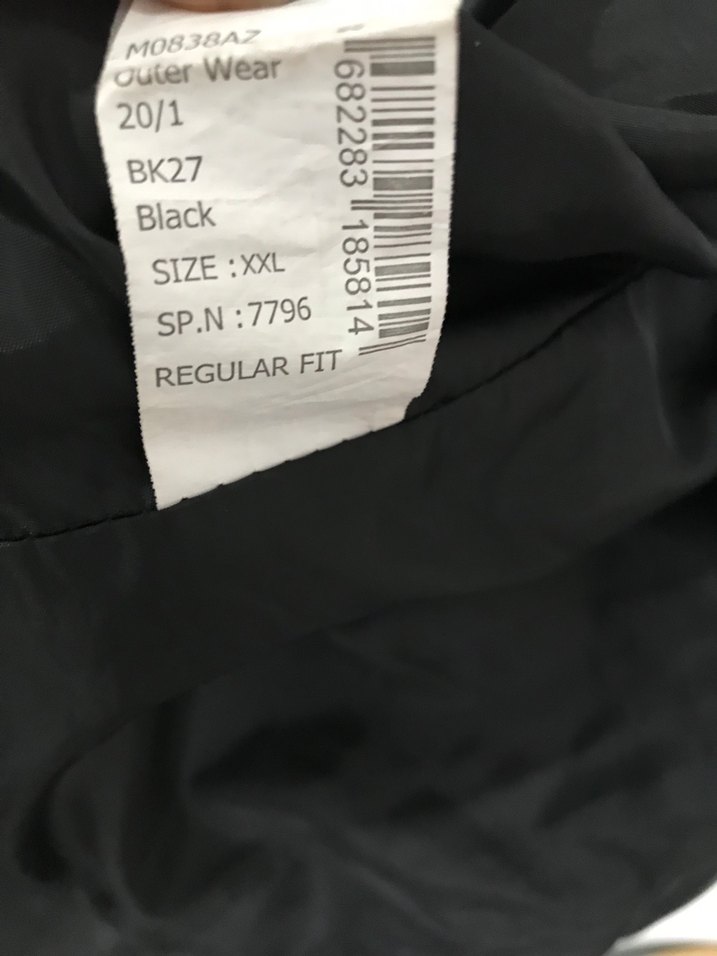 M0838AZ
Outer Wear
20/1
BK27
Black
SIZE : XXL
SP.N : 7796
REGULAR FIT
682283 185814